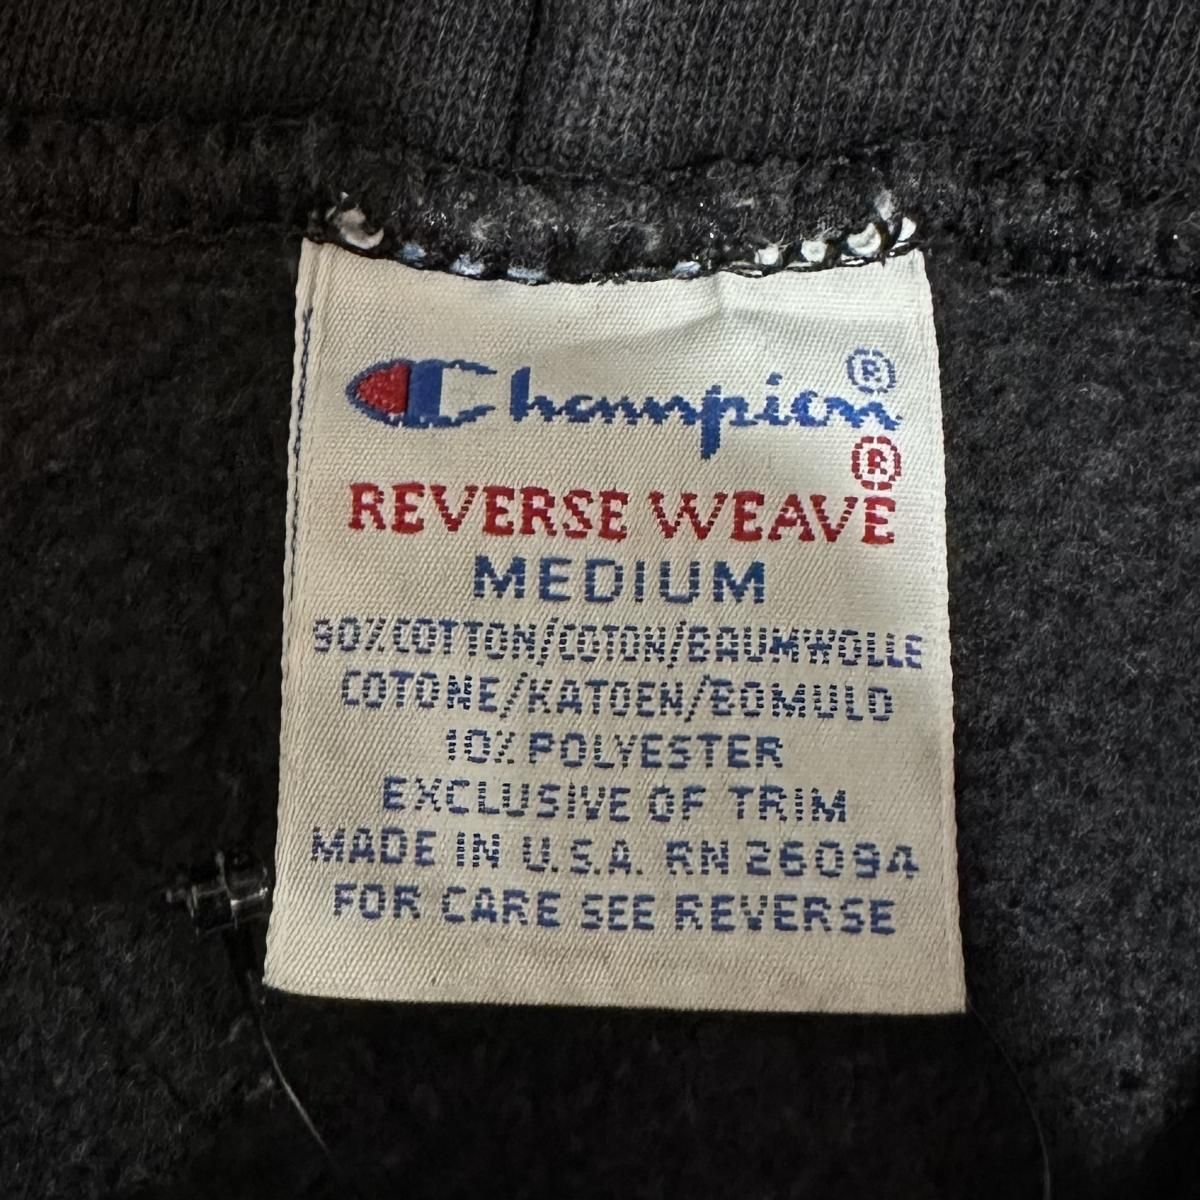 Champion®
REVERSE WEAVE®
MEDIUM
90%COTTON/COTON/BAUMWOLLE
COTONE//KATOEN/BOMULD
10% POLYESTER
EXCLUSIVE OF TRIM
MADE IN U.S.A. RN 26094
FOR CARE SEE REVERSE